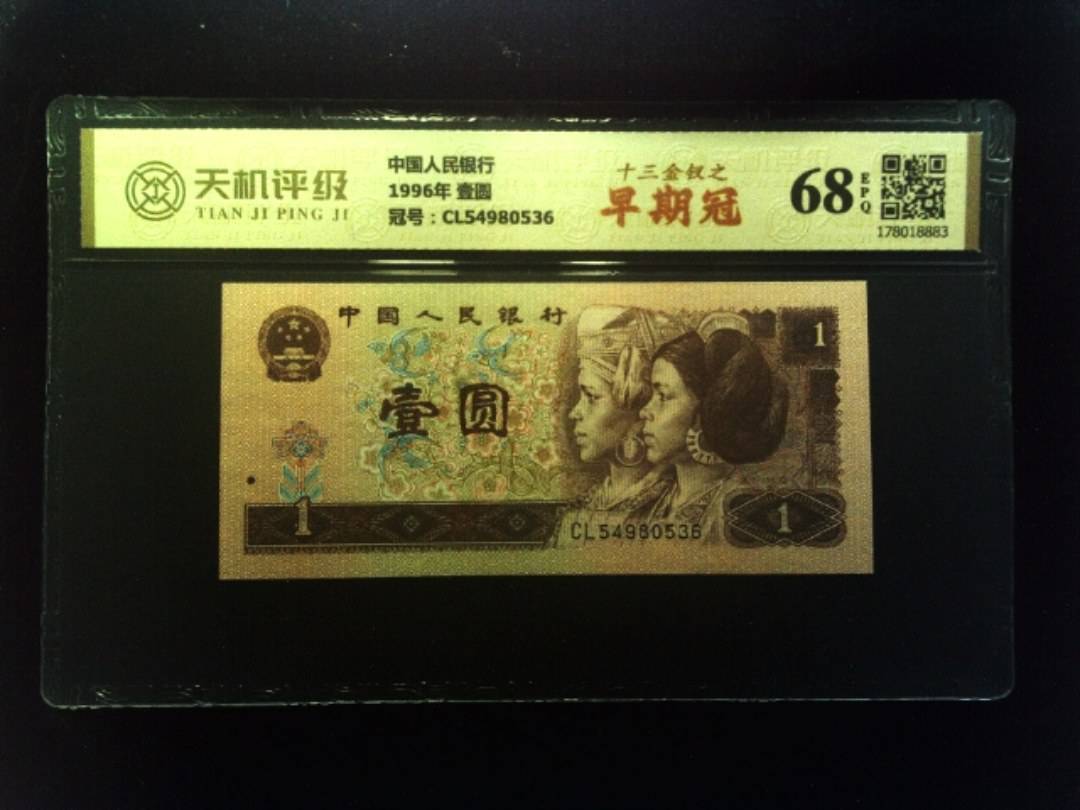 天机评级
TIAN JI PING JI
中国人民银行
1996年 壹圆
冠号：CL54980536
十三金钗之
早期冠
68
EPQ
178018883
中国人民银行
1
壹圆
1
CL54980536
1